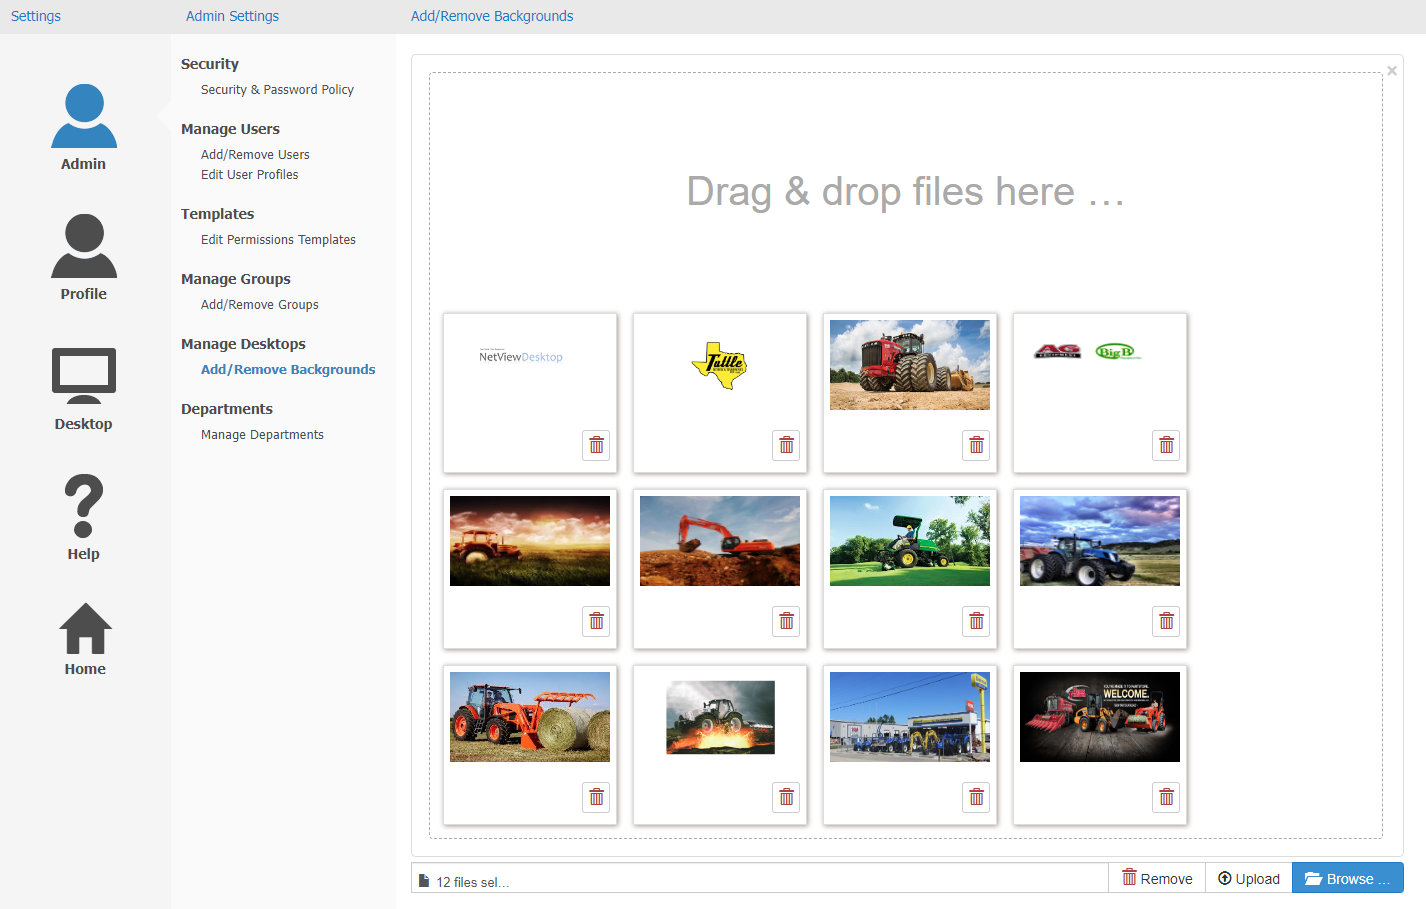 Settings
Admin Settings
Add/Remove Backgrounds
Admin
Profile
Desktop
Help
Home
Security
Security & Password Policy
Manage Users
Add/Remove Users
Edit User Profiles
Templates
Edit Permissions Templates
Manage Groups
Add/Remove Groups
Manage Desktops
Add/Remove Backgrounds
Departments
Manage Departments
×
Drag & drop files here …
NetViewDesktop
Tuttle
AG
EQUIPMENT
Big B
WELCOME.
12 files sel...
Remove
Upload
Browse …